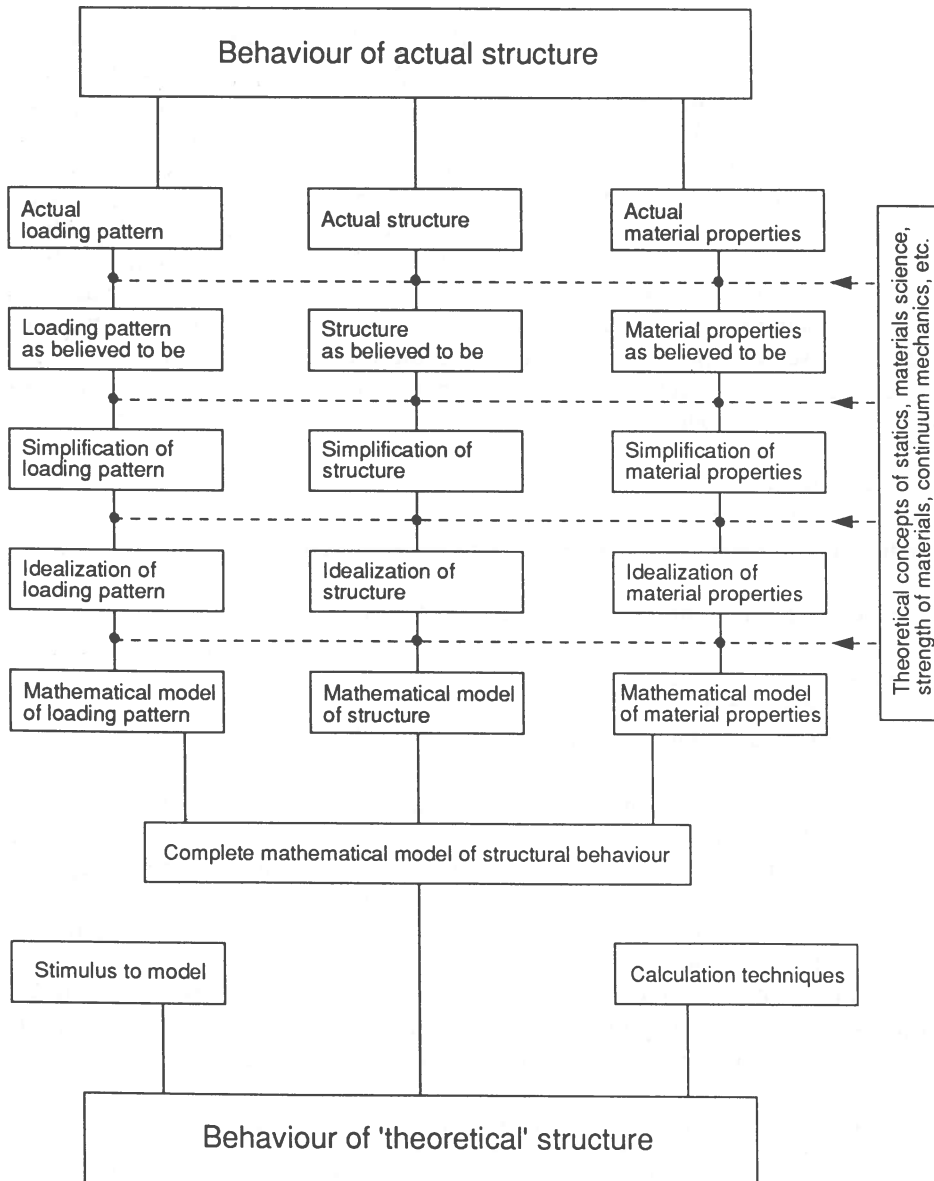 Behaviour of actual structure
Actual
loading pattern
Actual structure
Actual
material properties
Loading pattern
as believed to be
Structure
as believed to be
Material properties
as believed to be
Simplification of
loading pattern
Simplification of
structure
Simplification of
material properties
Idealization of
loading pattern
Idealization of
structure
Idealization of
material properties
Mathematical model
of loading pattern
Mathematical model
of structure
Mathematical model
of material properties
Theoretical concepts of statics, materials science,
strength of materials, continuum mechanics, etc.
Complete mathematical model of structural behaviour
Stimulus to model
Calculation techniques
Behaviour of 'theoretical' structure